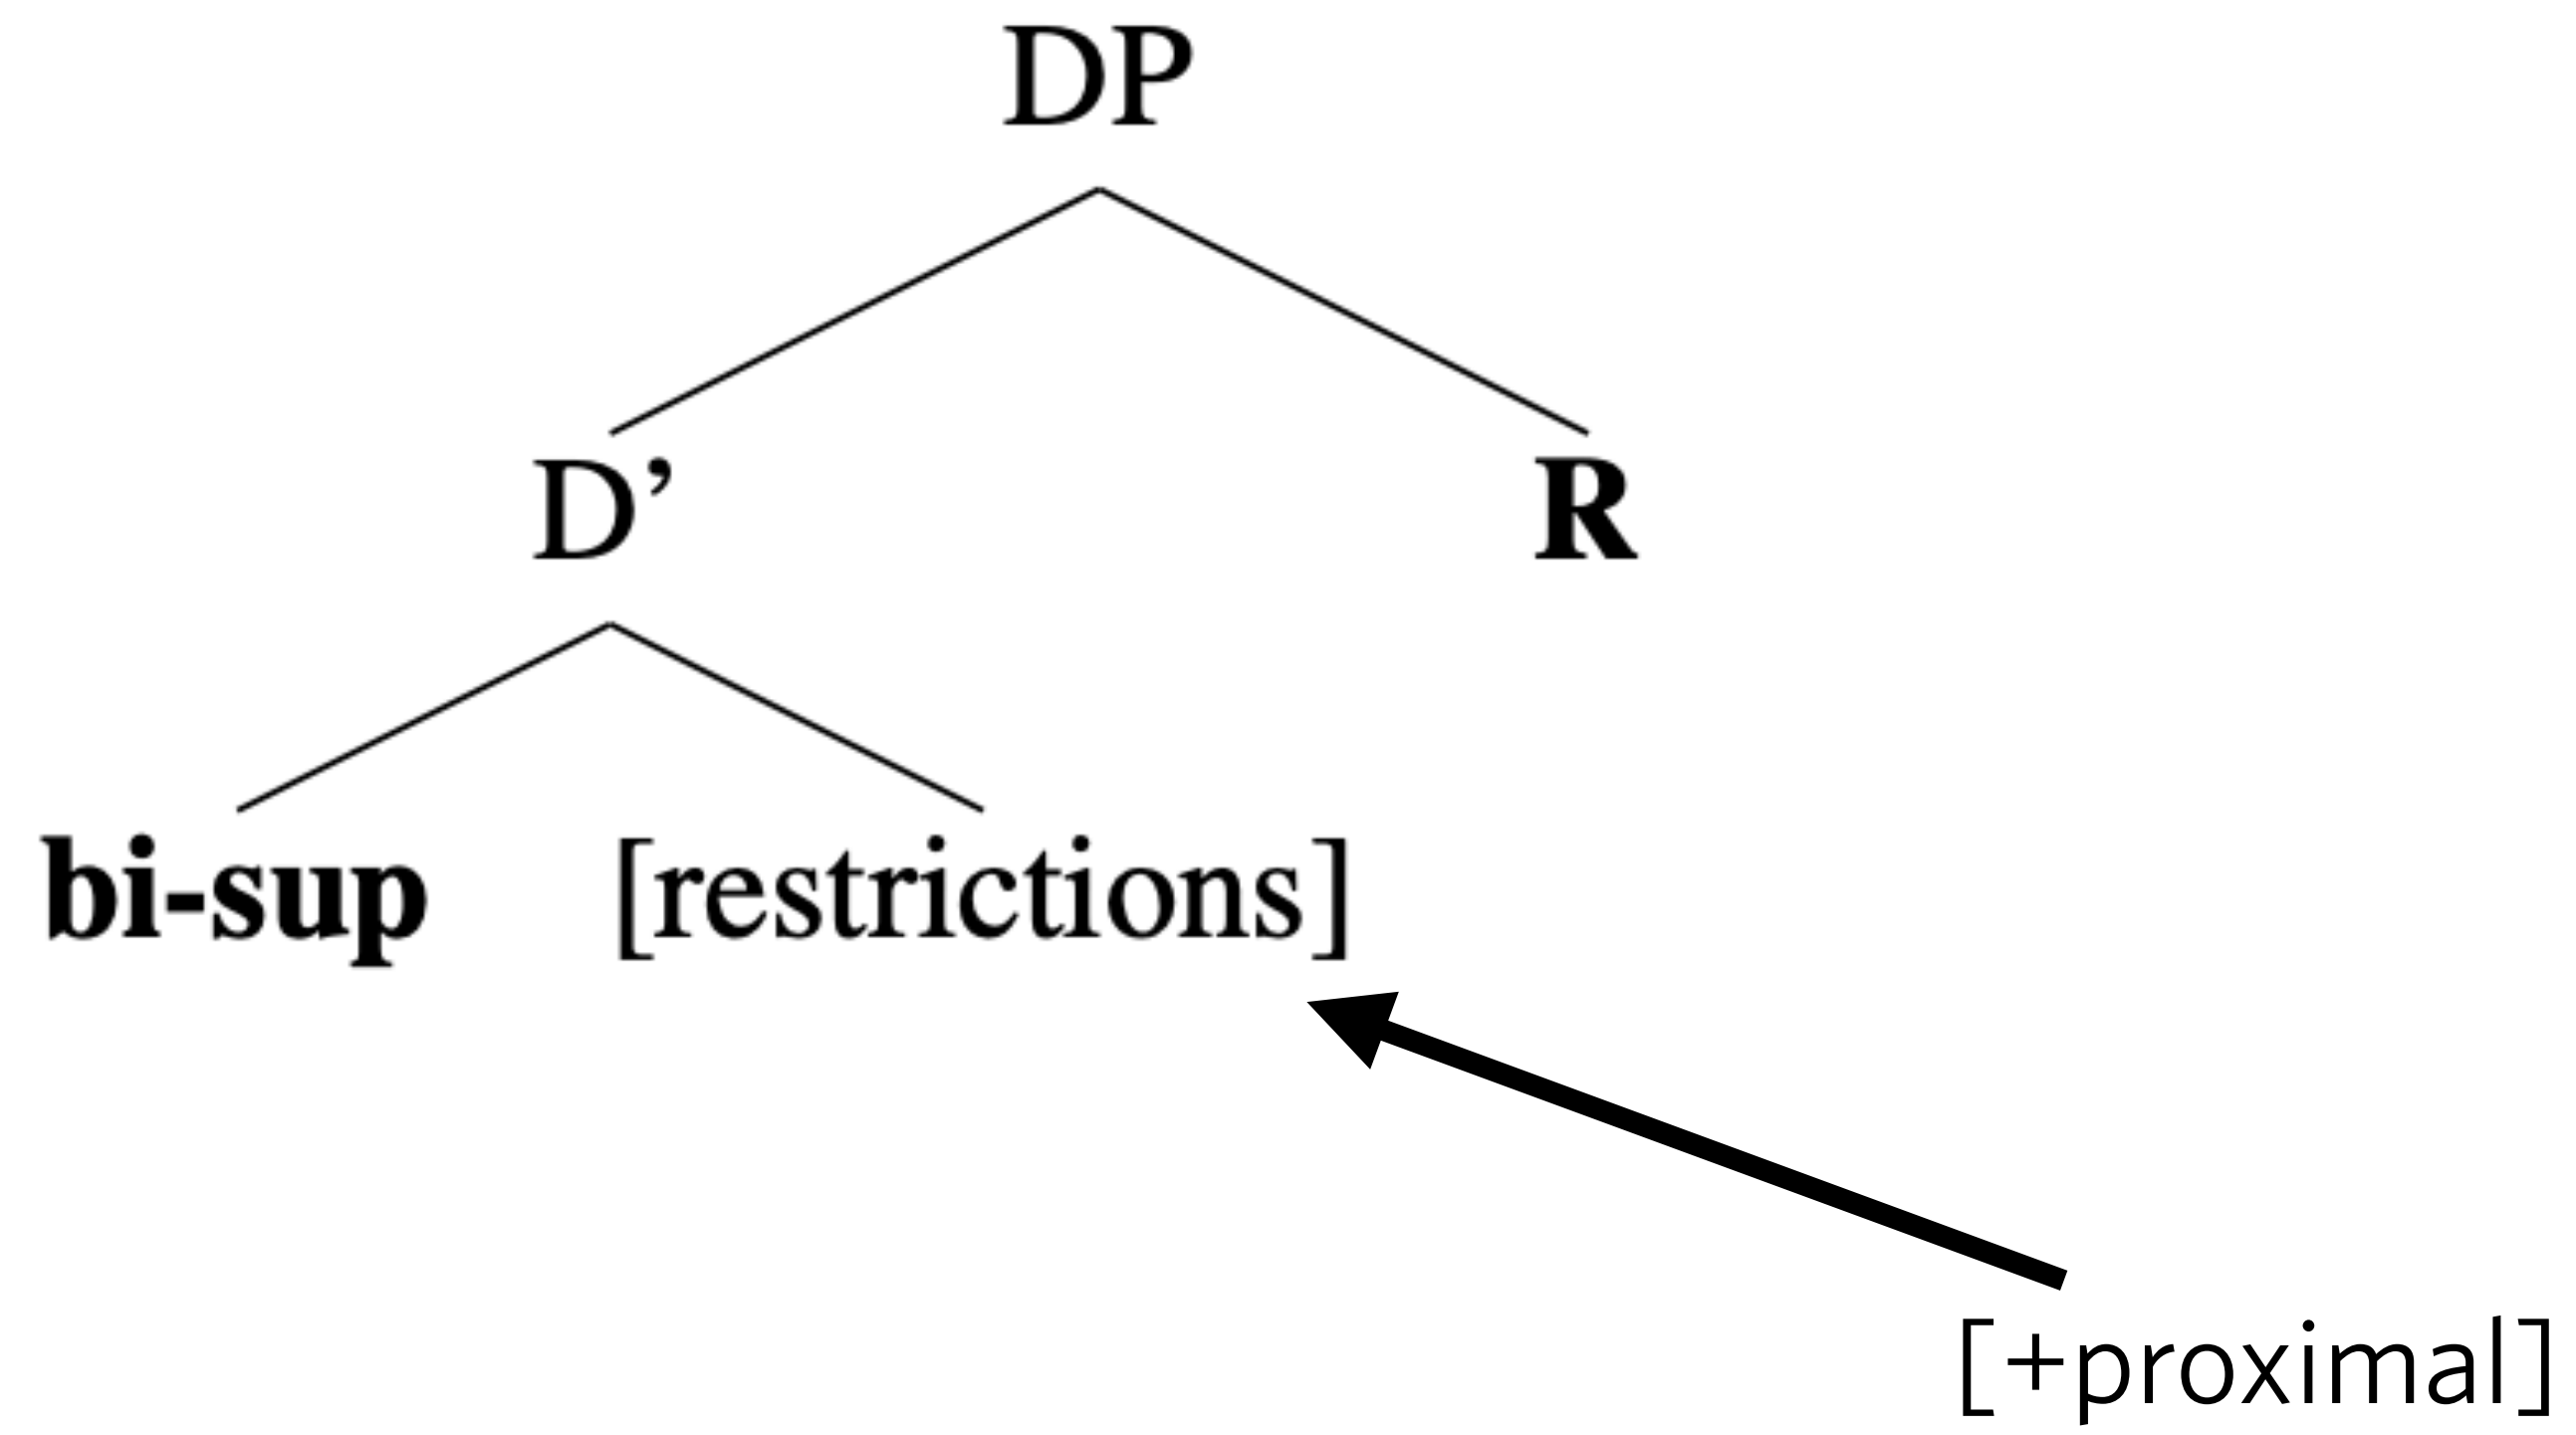 DP
D’ R
bi-sup [restrictions]
[+proximal]